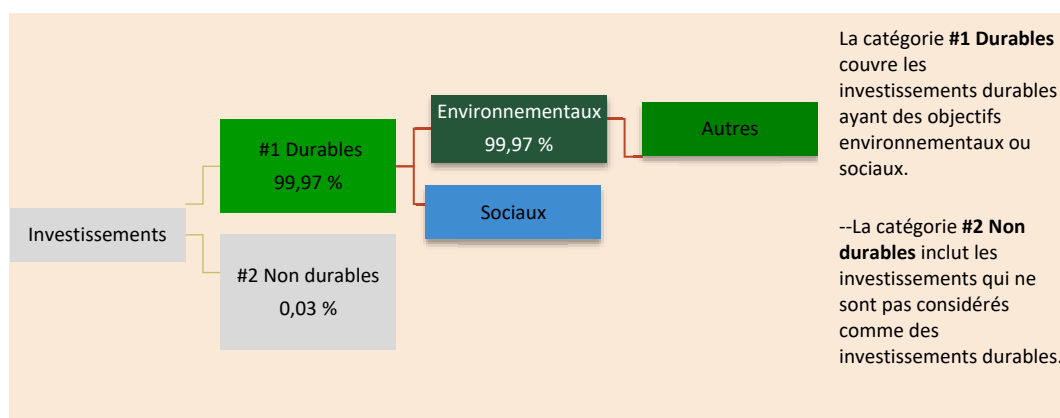 Investissements
#1 Durables
99,97 %
#2 Non durables
0,03 %
Environnementaux
99,97 %
Sociaux
Autres
La catégorie #1 Durables
couvre les
investissements durables
ayant des objectifs
environnementaux ou
sociaux.
--La catégorie #2 Non
durables inclut les
investissements qui ne
sont pas considérés
comme des
investissements durables.